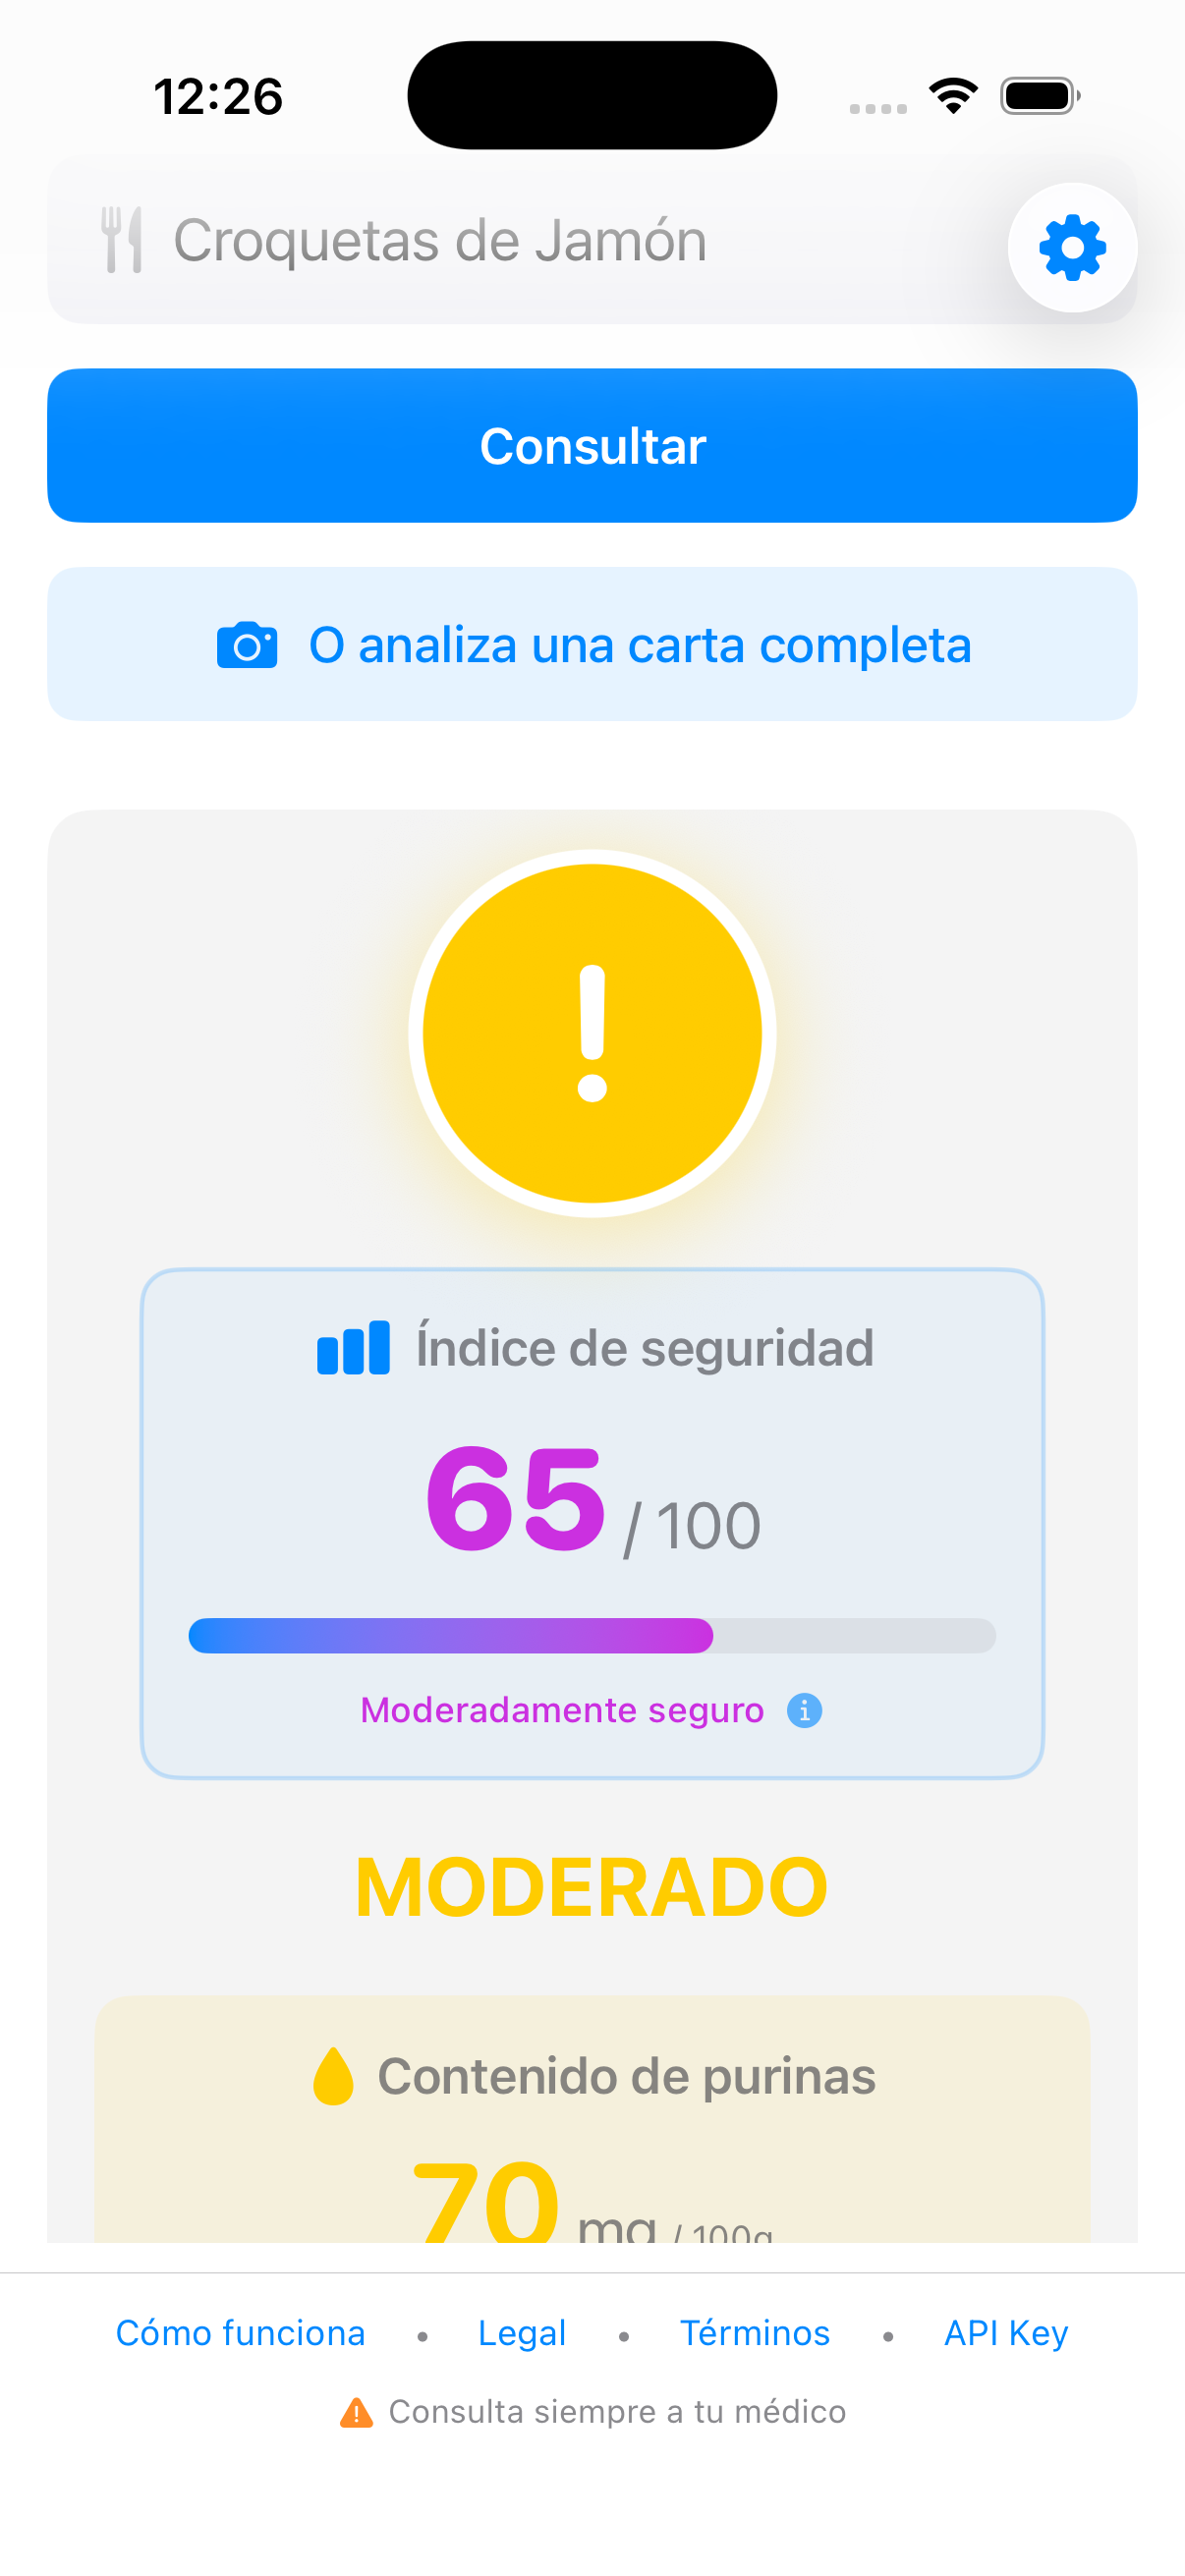 12:26
Croquetas de Jamón
Consultar
O analiza una carta completa
Índice de seguridad
65 / 100
Moderadamente seguro
MODERADO
Contenido de purinas
70 mg / 100g
Cómo funciona • Legal • Términos • API Key
Consulta siempre a tu médico